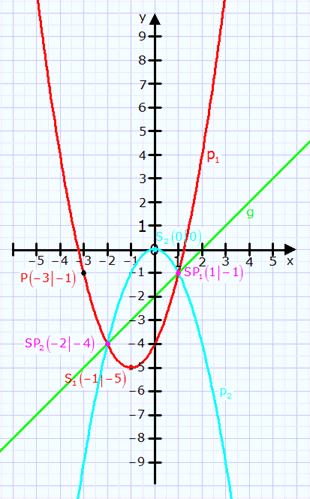 y
9
8
7
6
5
4
3
2
1
p₁
g
S₂(0|0)
-5 -4 -3 -2 -1 1 2 3 4 5 x
-1
P(-3|-1)
SP₁(1|-1)
-2
-3
SP₂(-2|-4)
-4
S₁(-1|-5)
-5
-6
p₂
-7
-8
-9